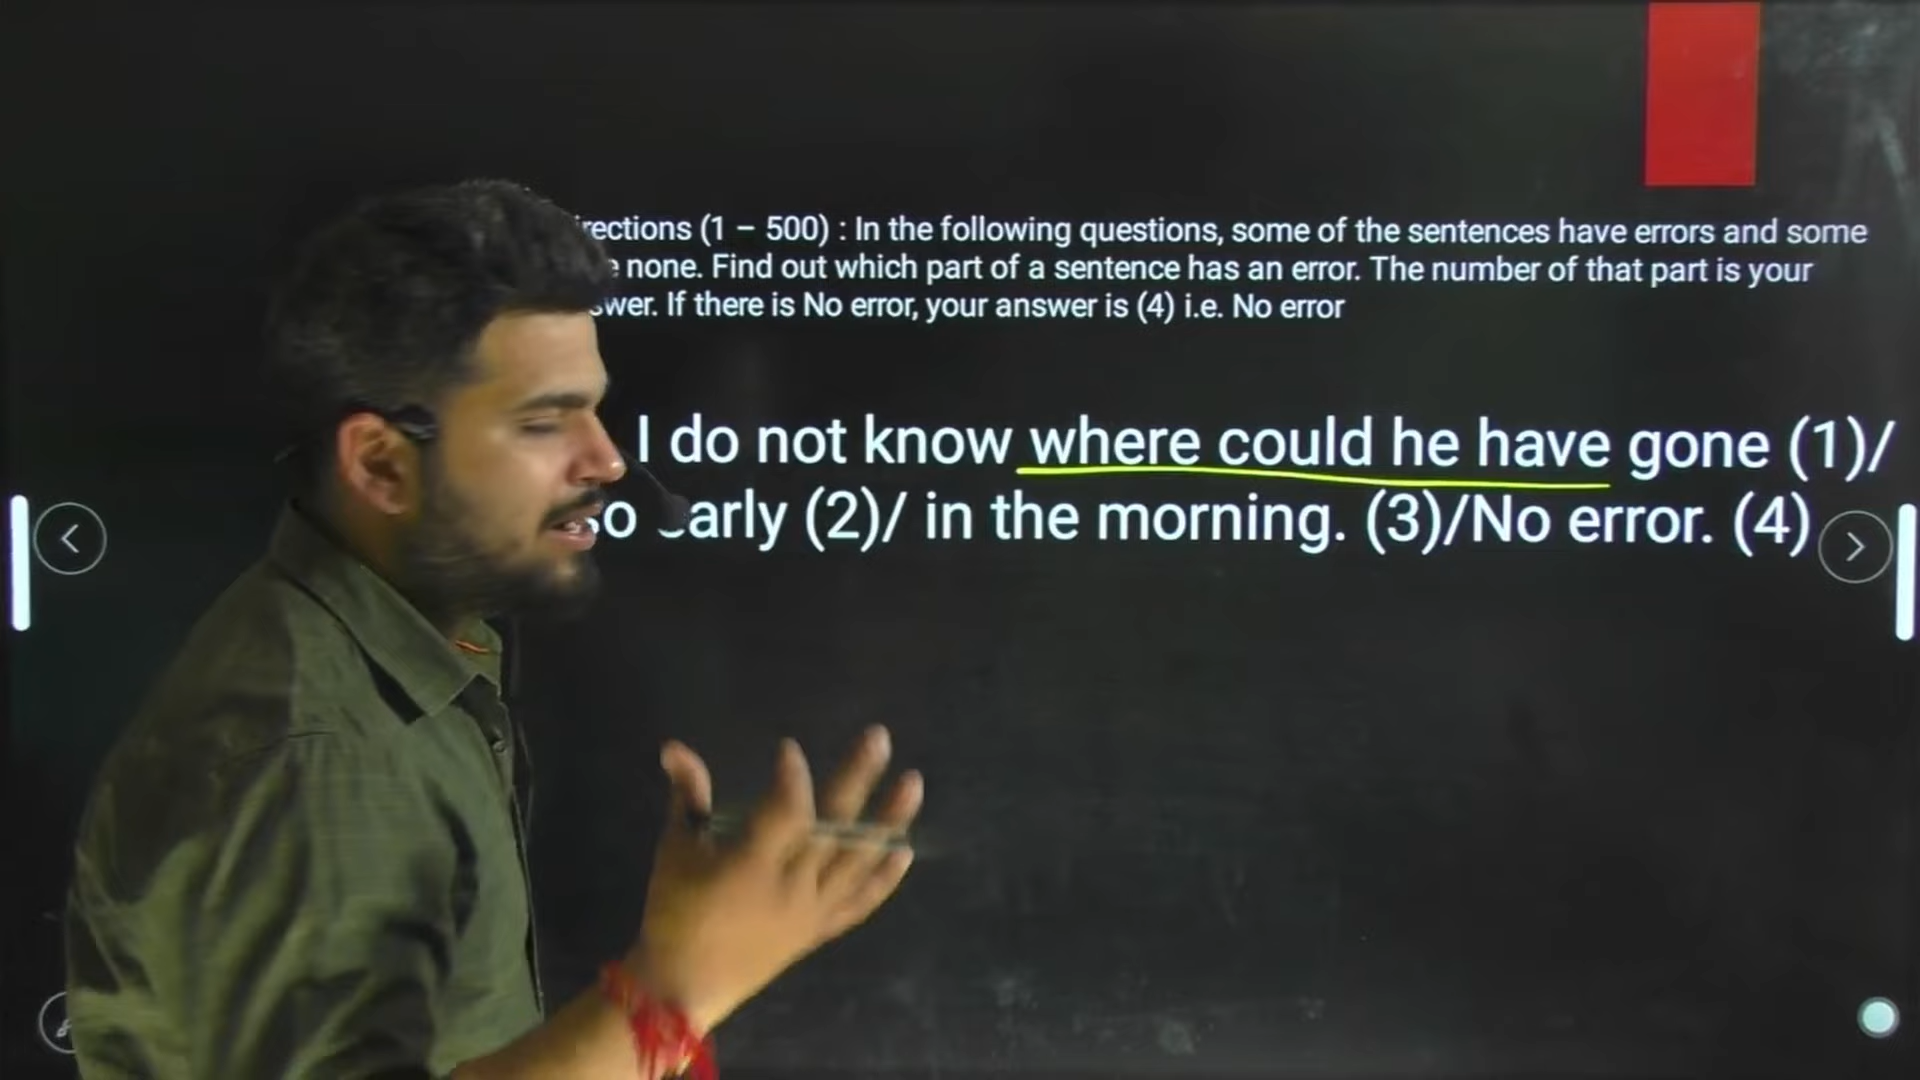 (1 – 500) : In the following questions, some of the sentences have errors and some
none. Find out which part of a sentence has an error. The number of that part is your
If there is No error, your answer is (4) i.e. No error
I do not know where could he have gone (1)/
so early (2)/ in the morning. (3)/No error. (4)